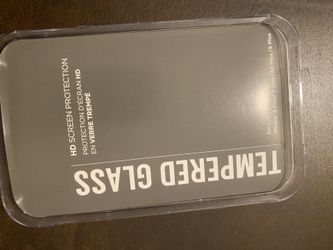 HD SCREEN PROTECTION
PROTECTION D'ÉCRAN HD
EN VERRE TREMPÉ
TEMPERED GLASS